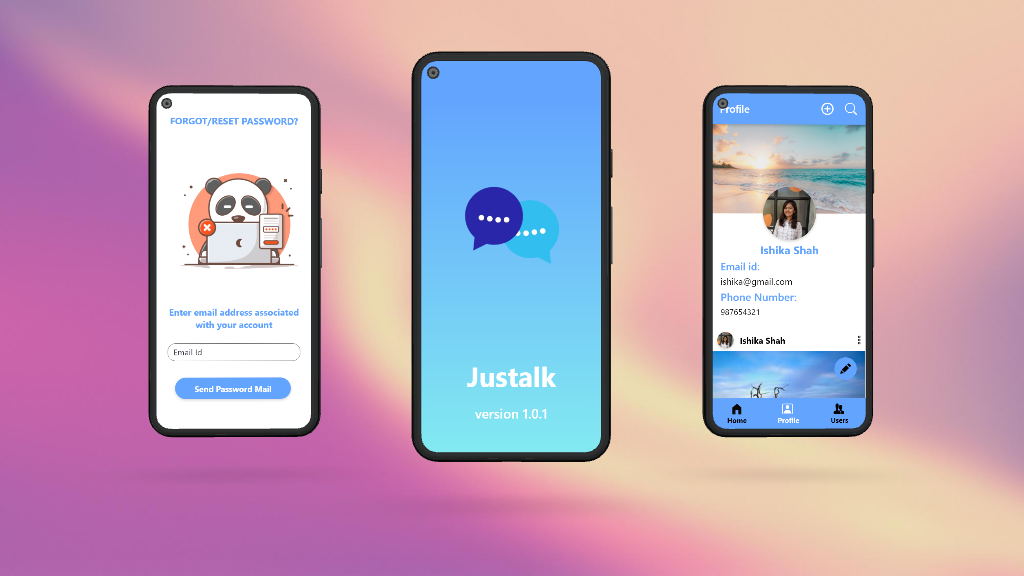 FORGOT/RESET PASSWORD?
Enter email address associated
with your account
Email Id
Send Password Mail
Justalk
version 1.0.1
Profile
Ishika Shah
Email id:
ishika@gmail.com
Phone Number:
987654321
Ishika Shah
Home
Profile
Users